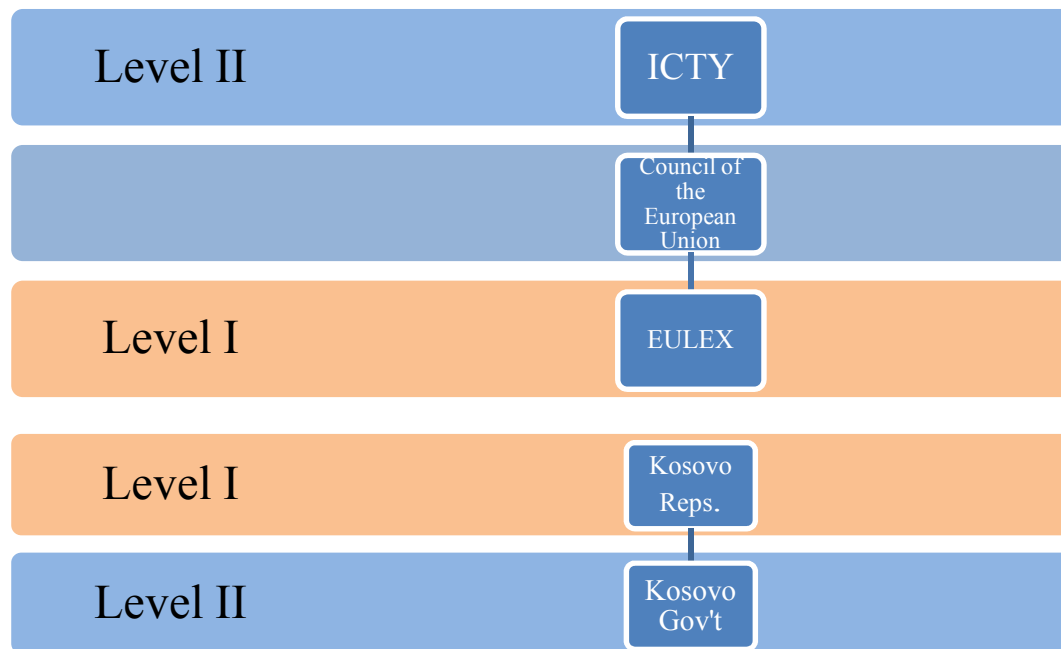 Level II
ICTY
Council of
the
European
Union
Level I
EULEX
Level I
Kosovo
Reps.
Level II
Kosovo
Gov't